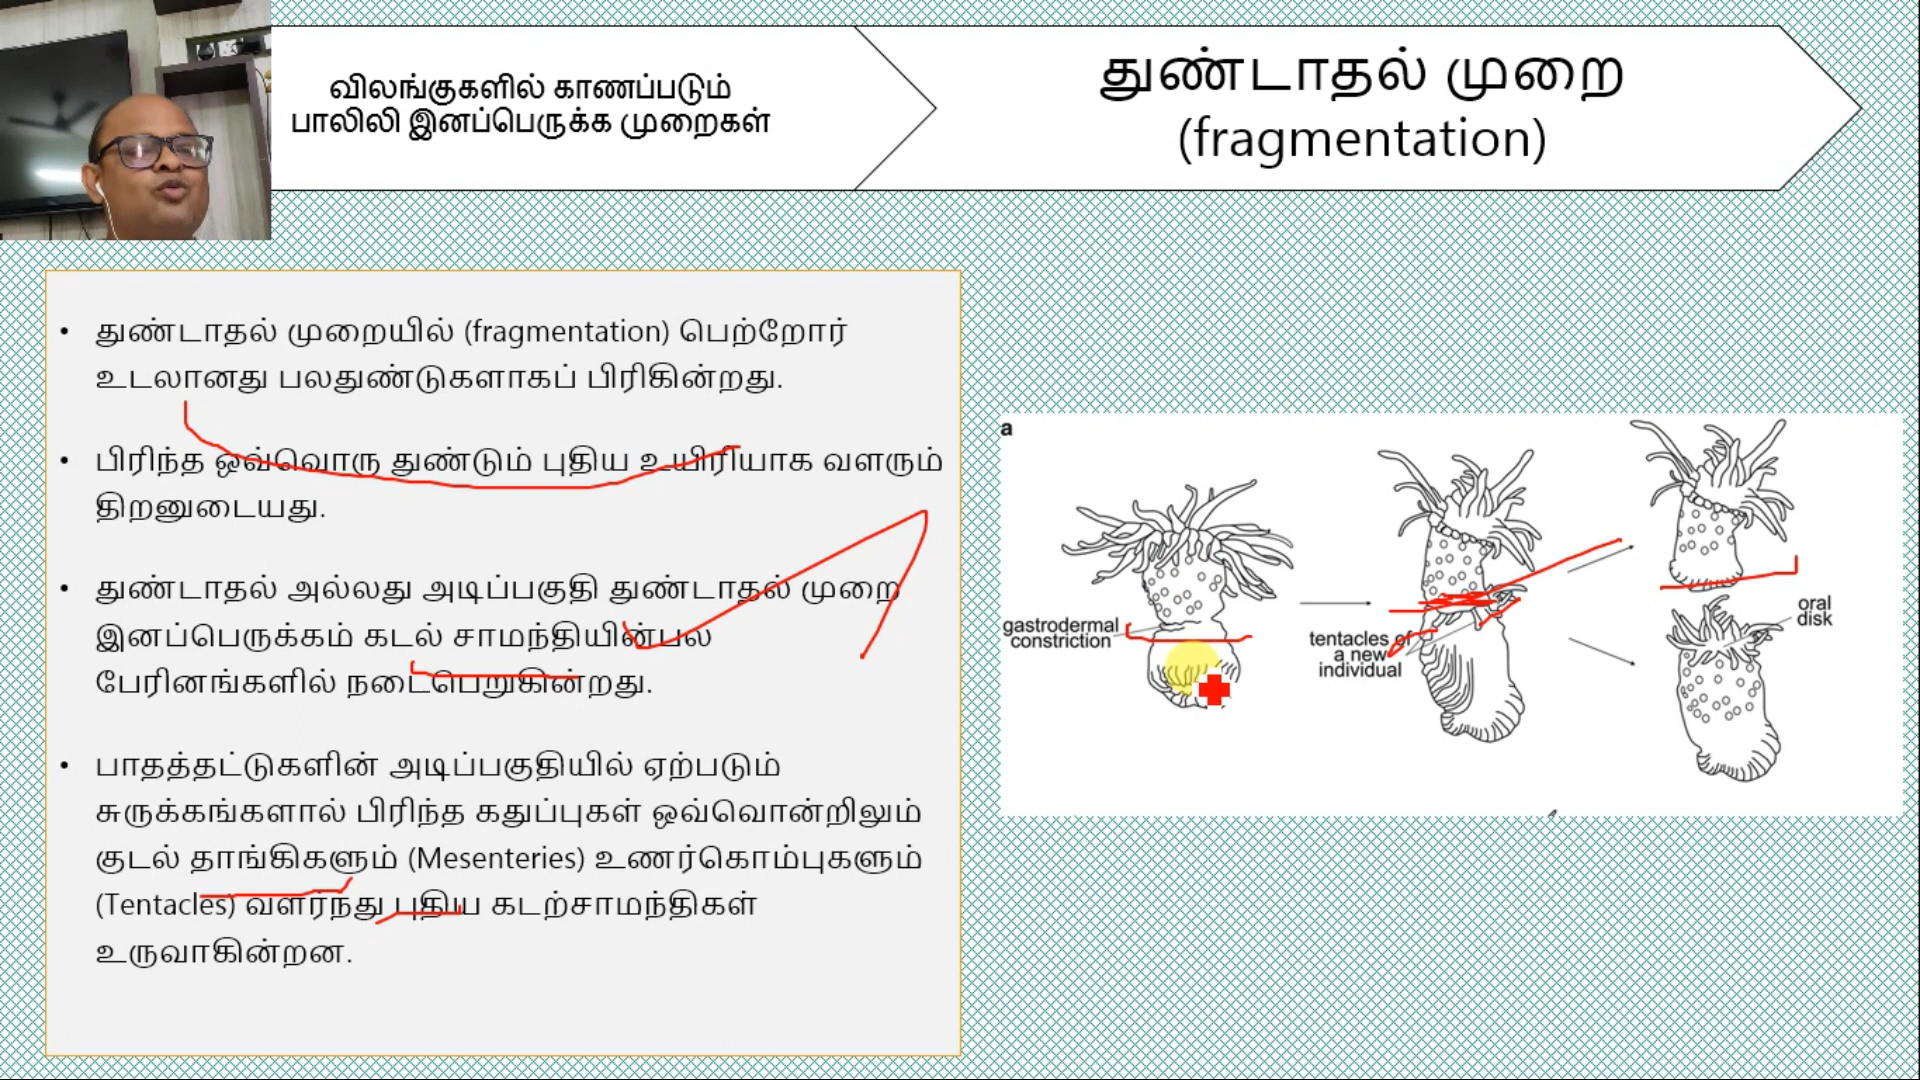 விலங்குகளில் காணப்படும்
பாலிலி இனப்பெருக்க முறைகள்
துண்டாதல் முறை
(fragmentation)
• துண்டாதல் முறையில் (fragmentation) பெற்றோர்
உடலானது பலதுண்டுகளாகப் பிரிகின்றது.
• பிரிந்த ஒவ்வொரு துண்டும் புதிய உயிரியாக வளரும்
திறனுடையது.
• துண்டாதல் அல்லது அடிப்பகுதி துண்டாதல் முறை
இனப்பெருக்கம் கடல் சாமந்தியின்பல
பேரினங்களில் நடைபெறுகின்றது.
• பாதத்தட்டுகளின் அடிப்பகுதியில் ஏற்படும்
சுருக்கங்களால் பிரிந்த கதுப்புகள் ஒவ்வொன்றிலும்
குடல் தாங்கிகளும் (Mesenteries) உணர்கொம்புகளும்
(Tentacles) வளர்ந்து புதிய கடற்சாமந்திகள்
உருவாகின்றன.
a
gastrodermal
constriction
tentacles of
a new
individual
oral
disk